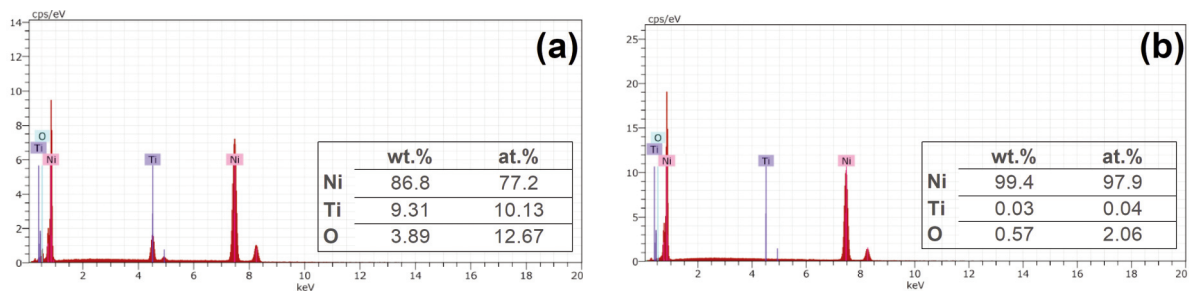 cps/eV
14
12
10
8
6
4
2
0
(a)
O
Ti
Ni
Ti
Ni
wt.% at.%
Ni 86.8 77.2
Ti 9.31 10.13
O 3.89 12.67
2 4 6 8 10 12 14 16 18 20
keV
cps/eV
25
20
15
10
5
0
(b)
O
Ti
Ni
Ti
Ni
wt.% at.%
Ni 99.4 97.9
Ti 0.03 0.04
O 0.57 2.06
2 4 6 8 10 12 14 16 18 20
keV